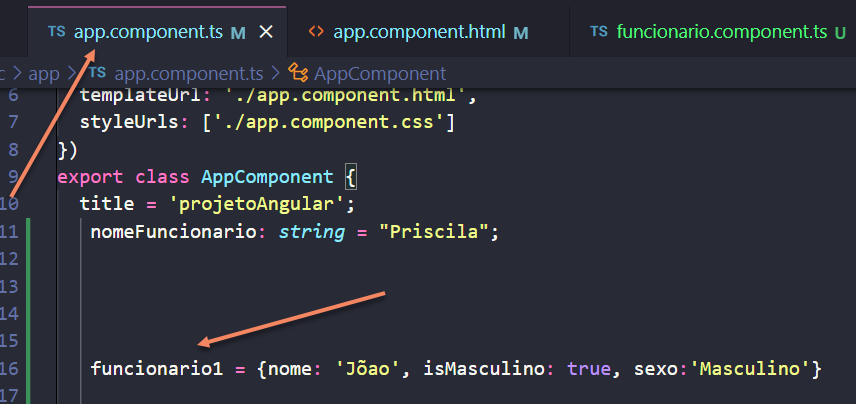 TS app.component.ts M ×
<> app.component.html M
TS funcionario.component.ts U
c > app > TS app.component.ts > AppComponent
6 templateUrl: './app.component.html',
7 styleUrls: ['./app.component.css']
8 })
9 export class AppComponent {
10 title = 'projetoAngular';
11 nomeFuncionario: string = "Priscila";
12
13
14
15
16 funcionario1 = {nome: 'Jõao', isMasculino: true, sexo:'Masculino'}
17